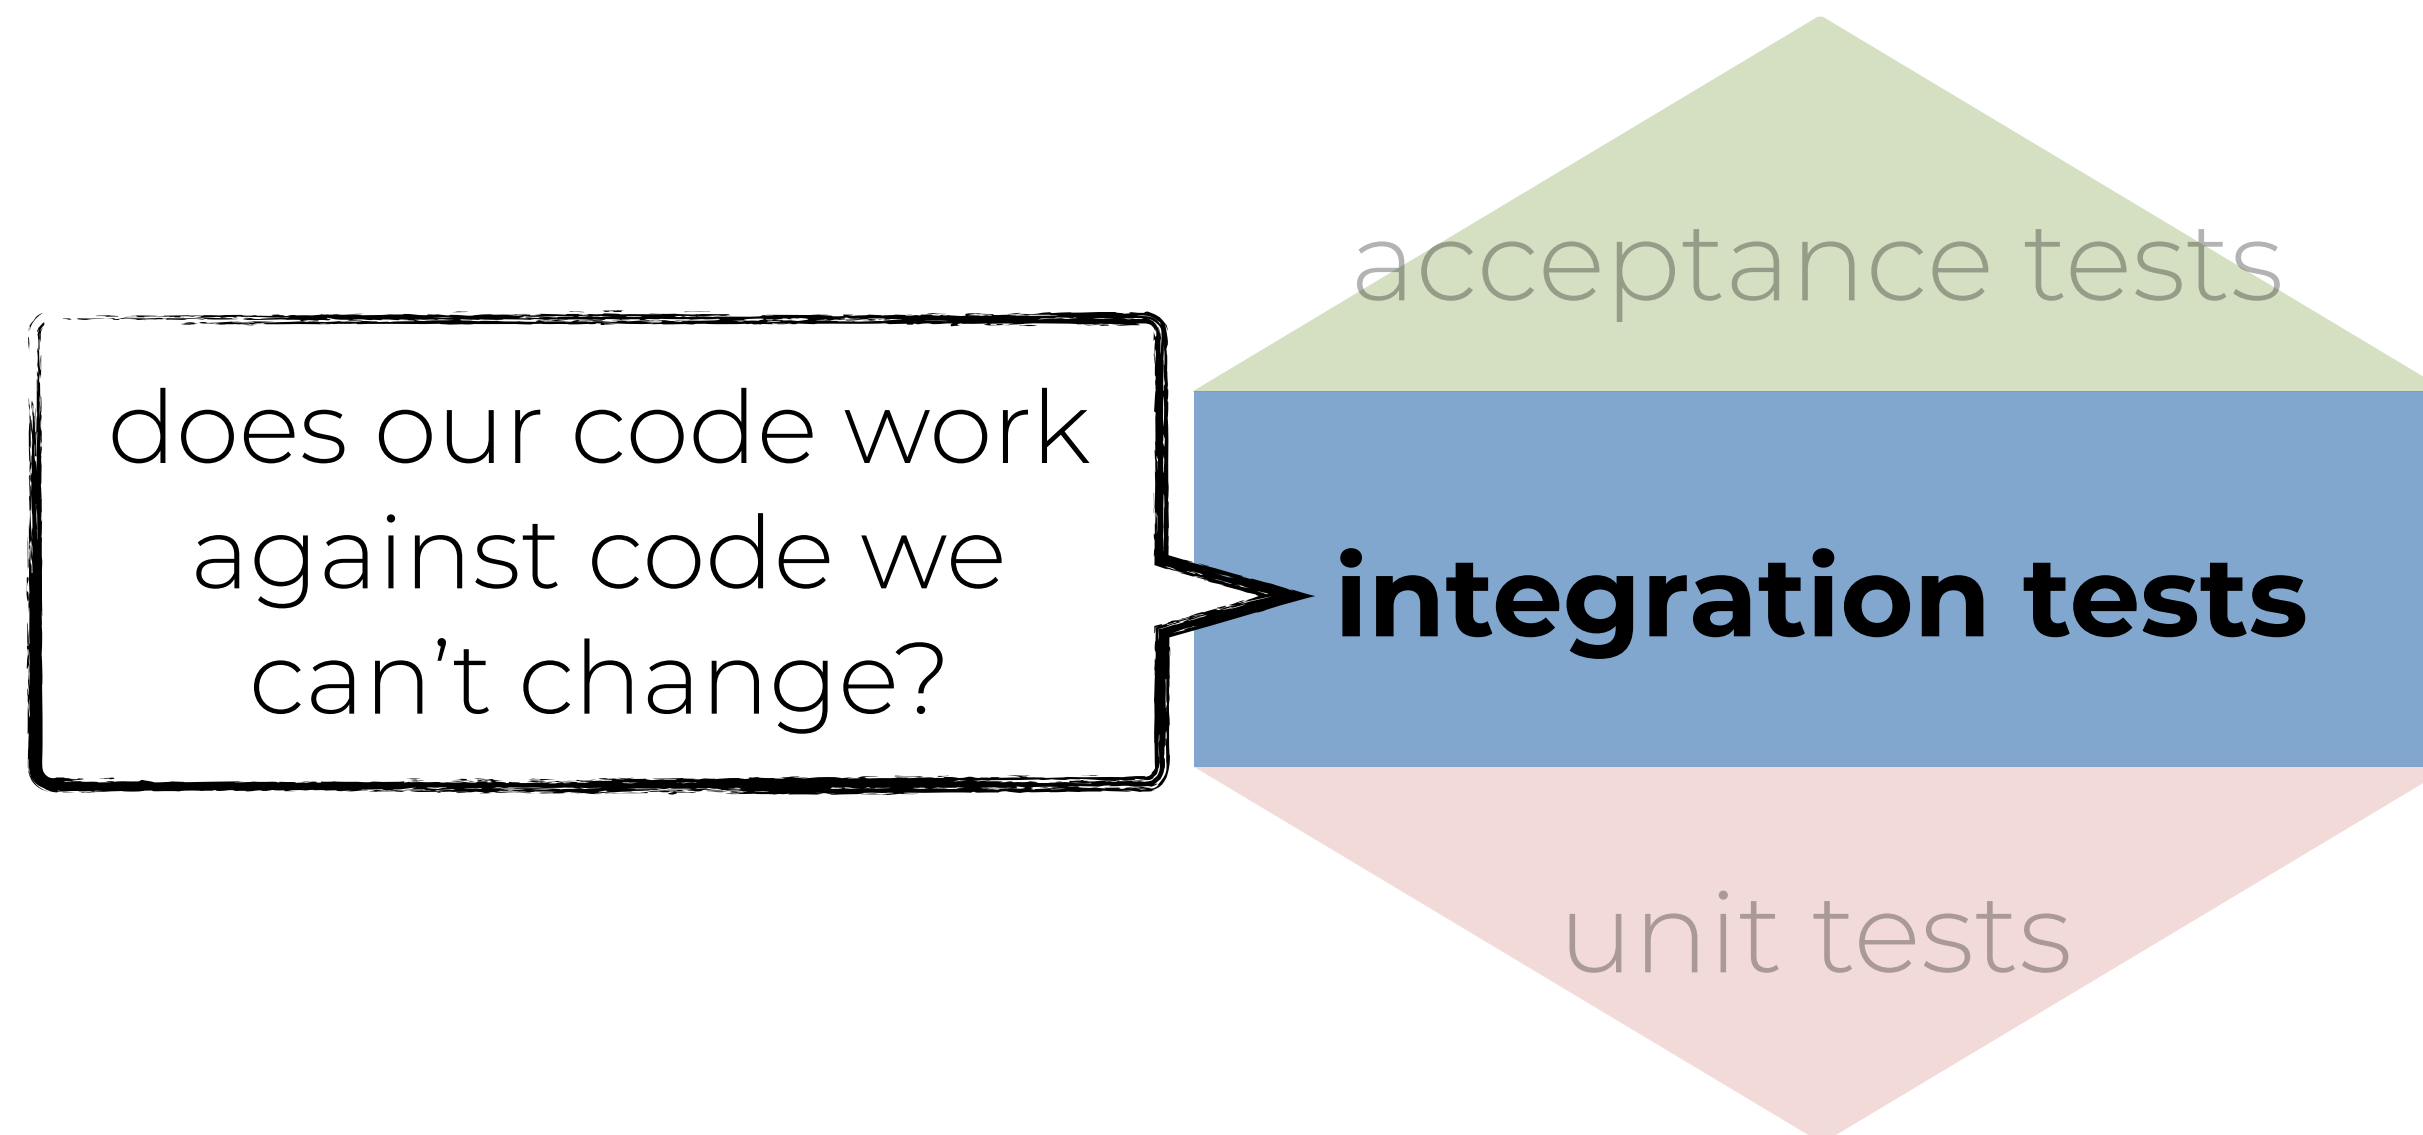 acceptance tests
does our code work
against code we
can’t change?
integration tests
unit tests